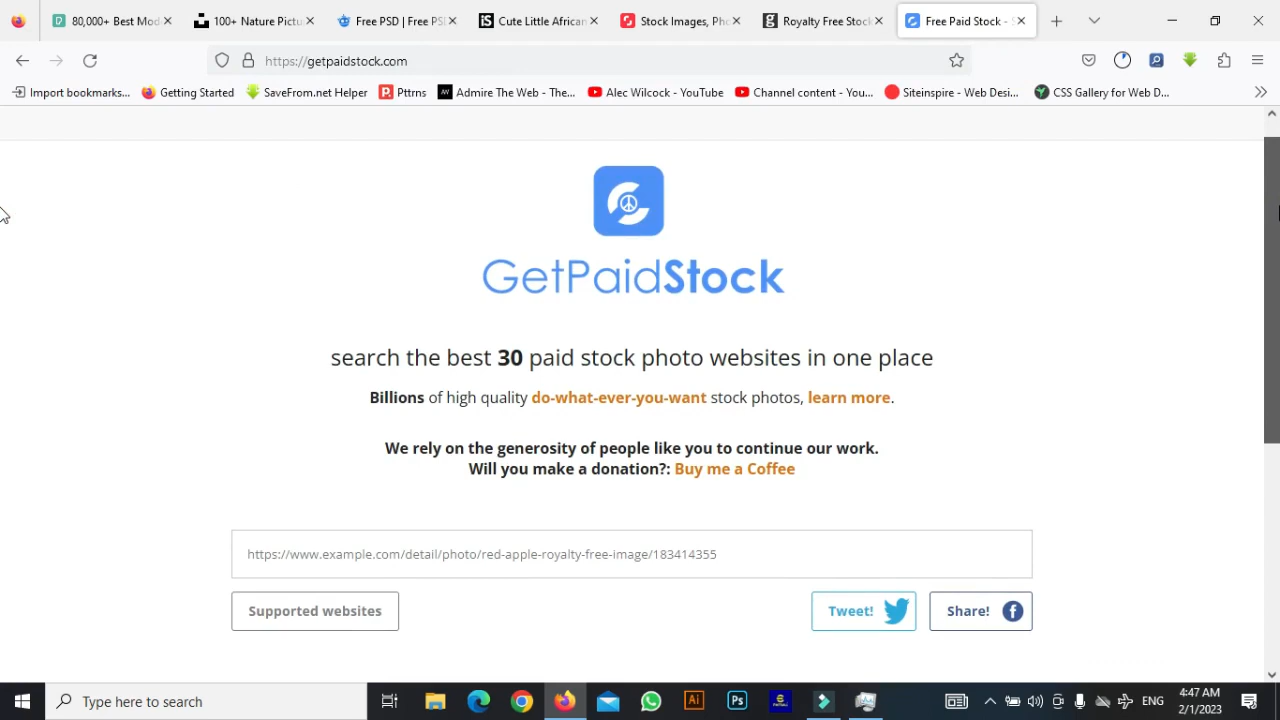 80,000+ Best Mod
100+ Nature Pictu
Free PSD | Free PS
Cute Little African
Stock Images, Ph
Royalty Free Stock
Free Paid Stock - S
https://getpaidstock.com
Import bookmarks...
Getting Started
SaveFrom.net Helper
Pttrns
Admire The Web - The...
Alec Wilcock - YouTube
Channel content - You...
Siteinspire - Web Desi...
CSS Gallery for Web D...
GetPaidStock
search the best 30 paid stock photo websites in one place
Billions of high quality do-what-ever-you-want stock photos, learn more.
We rely on the generosity of people like you to continue our work.
Will you make a donation?: Buy me a Coffee
https://www.example.com/detail/photo/red-apple-royalty-free-image/183414355
Supported websites
Tweet!
Share!
Type here to search
ENG
4:47 AM
2/1/2023